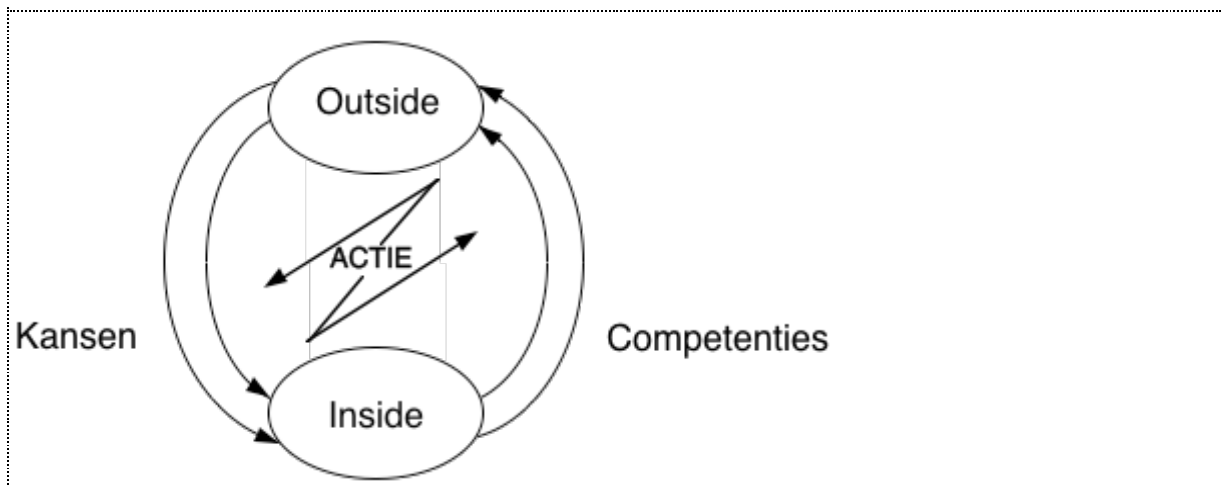 Outside
ACTIE
Kansen
Competenties
Inside